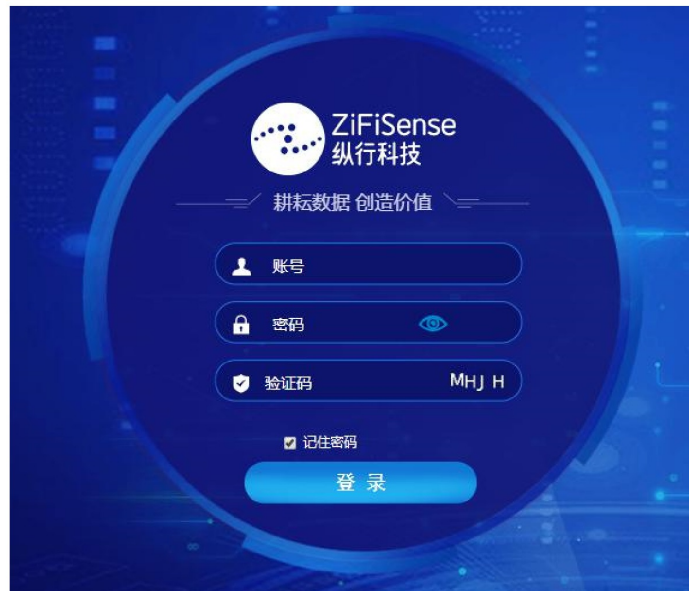 ZiFiSense
纵行科技
耕耘数据 创造价值
账号
密码
验证码 MHJ H
记住密码
登 录